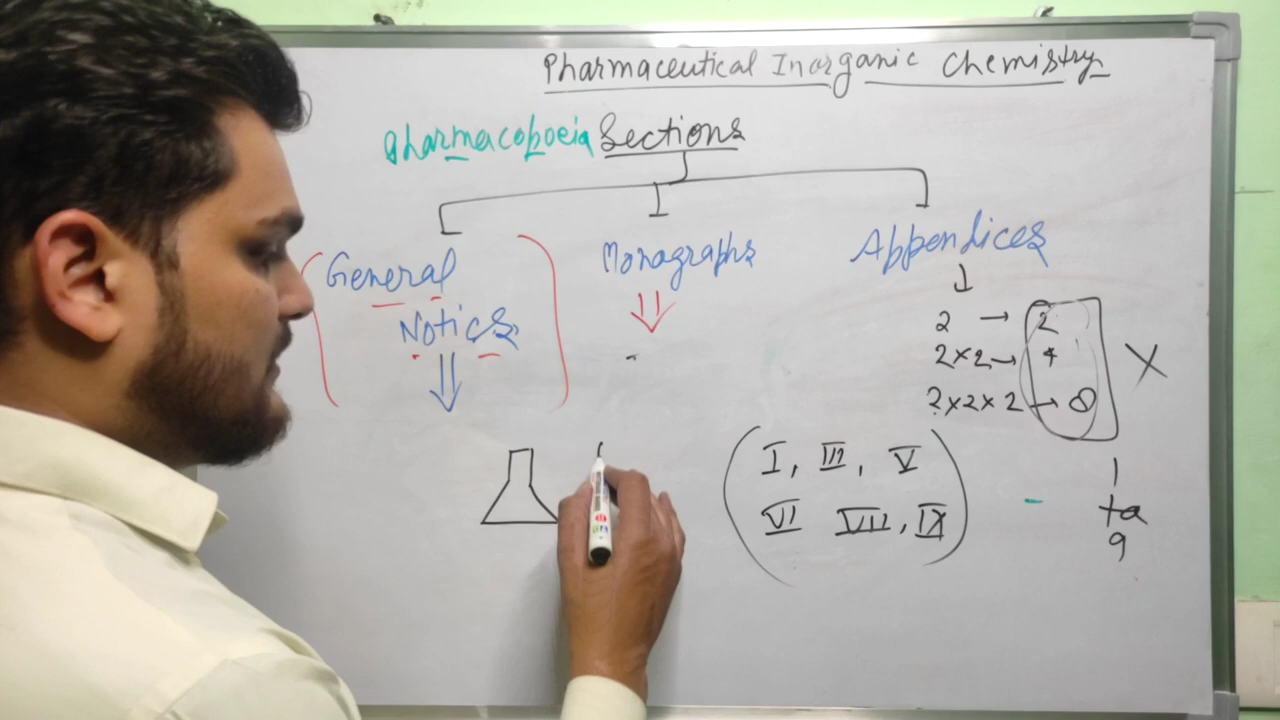 Pharmaceutical Inorganic Chemistry
Pharmacopoeia Sections
General
Notices
Monographs
Appendices
2 → 2
2×2 → 4
2×2×2 → 8
I, III, V
VI VIII, IX
1
to
9